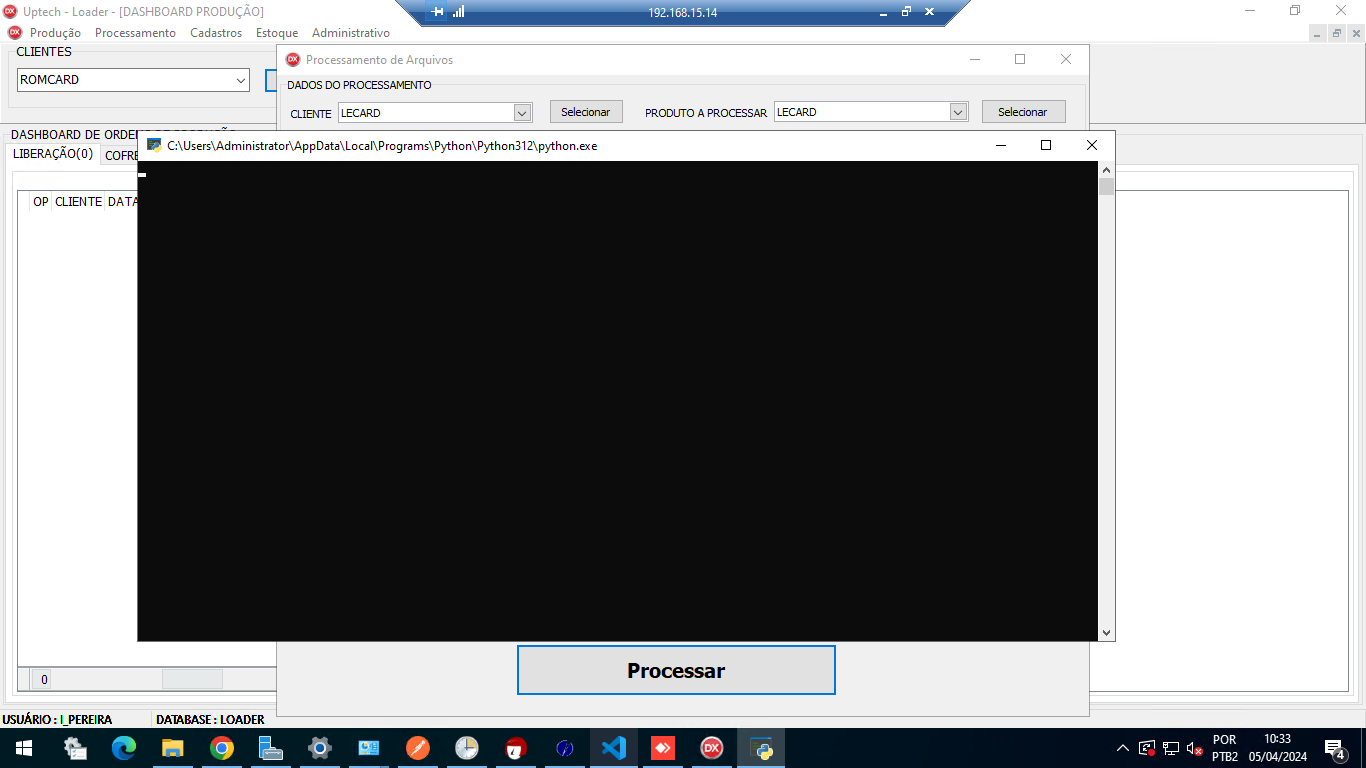 Uptech - Loader - [DASHBOARD PRODUÇÃO]
192.168.15.14
Produção Processamento Cadastros Estoque Administrativo
CLIENTES
ROMCARD
Processamento de Arquivos
DADOS DO PROCESSAMENTO
CLIENTE LECARD Selecionar PRODUTO A PROCESSAR LECARD Selecionar
DASHBOARD DE
LIBERAÇÃO(0) COFRE
C:\Users\Administrator\AppData\Local\Programs\Python\Python312\python.exe
OP CLIENTE DATA
0
Processar
USUÁRIO : I_PEREIRA DATABASE : LOADER
POR
PTB2
10:33
05/04/2024
4